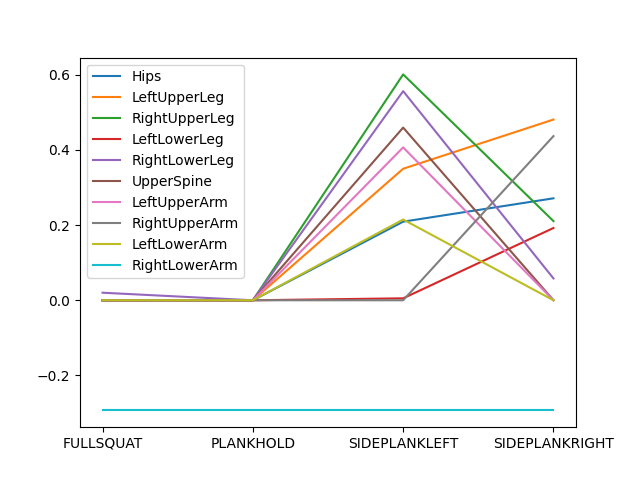 0.6
0.4
0.2
0.0
−0.2
Hips
LeftUpperLeg
RightUpperLeg
LeftLowerLeg
RightLowerLeg
UpperSpine
LeftUpperArm
RightUpperArm
LeftLowerArm
RightLowerArm
FULLSQUAT PLANKHOLD SIDEPLANKLEFT SIDEPLANKRIGHT